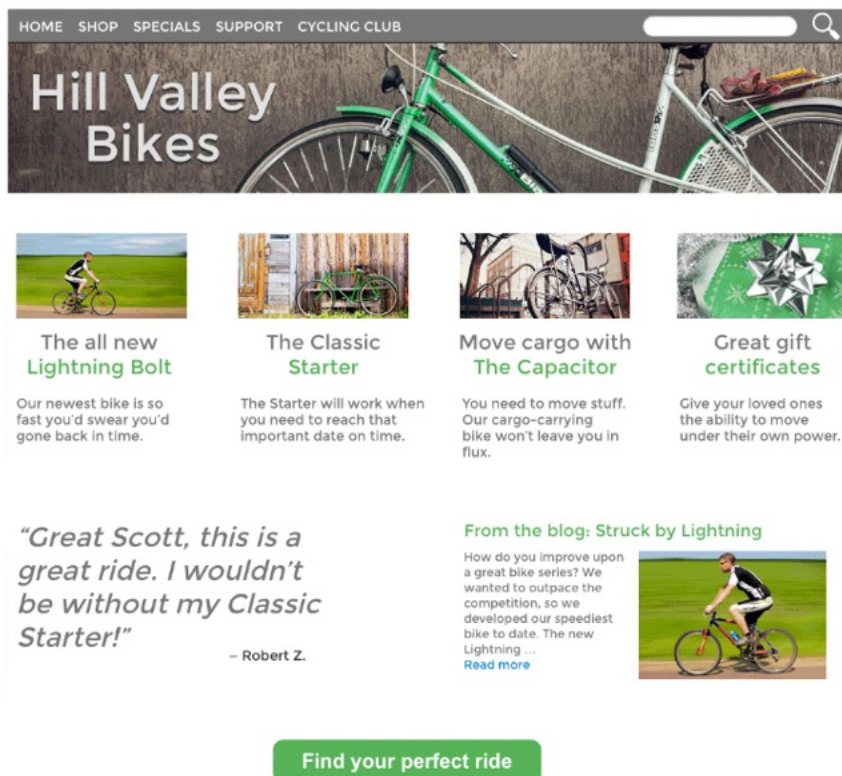 HOME SHOP SPECIALS SUPPORT CYCLING CLUB
Hill Valley
Bikes
The all new
Lightning Bolt
Our newest bike is so
fast you'd swear you'd
gone back in time.
The Classic
Starter
The Starter will work when
you need to reach that
important date on time.
Move cargo with
The Capacitor
You need to move stuff.
Our cargo-carrying
bike won't leave you in
flux.
Great gift
certificates
Give your loved ones
the ability to move
under their own power.
“Great Scott, this is a
great ride. I wouldn't
be without my Classic
Starter!”
– Robert Z.
From the blog: Struck by Lightning
How do you improve upon
a great bike series? We
wanted to outpace the
competition, so we
developed our speediest
bike to date. The new
Lightning ...
Read more
Find your perfect ride